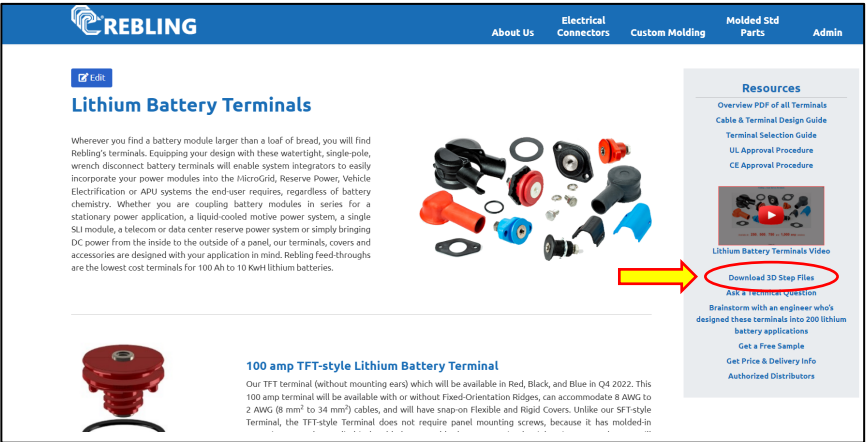 REBLING
About Us
Electrical
Connectors
Custom Molding
Molded Std
Parts
Admin
Edit
Lithium Battery Terminals
Wherever you find a battery module larger than a loaf of bread, you will find
Rebling's terminals. Equipping your design with these watertight, single-pole,
wrench disconnect battery terminals will enable system integrators to easily
incorporate your power modules into the MicroGrid, Reserve Power, Vehicle
Electrification or APU systems the end-user requires, regardless of battery
chemistry. Whether you are coupling battery modules in series for a
stationary power application, a liquid-cooled motive power system, a single
SLI module, a telecom or data center reserve power system or simply bringing
DC power from the inside to the outside of a panel, our terminals, covers and
accessories are designed with your application in mind. Rebling feed-throughs
are the lowest cost terminals for 100 Ah to 10 KwH lithium batteries.
Resources
Overview PDF of all Terminals
Cable & Terminal Design Guide
Terminal Selection Guide
UL Approval Procedure
CE Approval Procedure
Lithium Battery Terminals Video
Download 3D Step Files
Ask a Technical Question
Brainstorm with an engineer who's
designed these terminals into 200 lithium
battery applications
Get a Free Sample
Get Price & Delivery Info
Authorized Distributors
100 amp TFT-style Lithium Battery Terminal
Our TFT terminal (without mounting ears) which will be available in Red, Black, and Blue in Q4 2022. This
100 amp terminal will be available with or without Fixed-Orientation Ridges, can accommodate 8 AWG to
2 AWG (8 mm² to 34 mm²) cables, and will have snap-on Flexible and Rigid Covers. Unlike our SFT-style
Terminal, the TFT-style Terminal does not require panel mounting screws, because it has molded-in